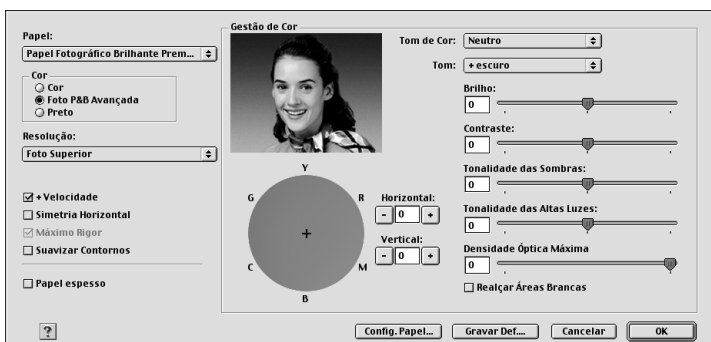 Papel:
Papel Fotográfico Brilhante Prem...
Cor
Cor
Foto P&B Avançada
Preto
Resolução:
Foto Superior
+ Velocidade
Simetria Horizontal
Máximo Rigor
Suavizar Contornos
Papel espesso
?
Gestão de Cor
Y
G
R
C
M
B
Horizontal:
- 0 +
Vertical:
- 0 +
Tom de Cor: Neutro
Tom: + escuro
Brilho:
0
Contraste:
0
Tonalidade das Sombras:
0
Tonalidade das Altas Luzes:
0
Densidade Óptica Máxima
0
Realçar Áreas Brancas
Config. Papel...
Gravar Def....
Cancelar
OK